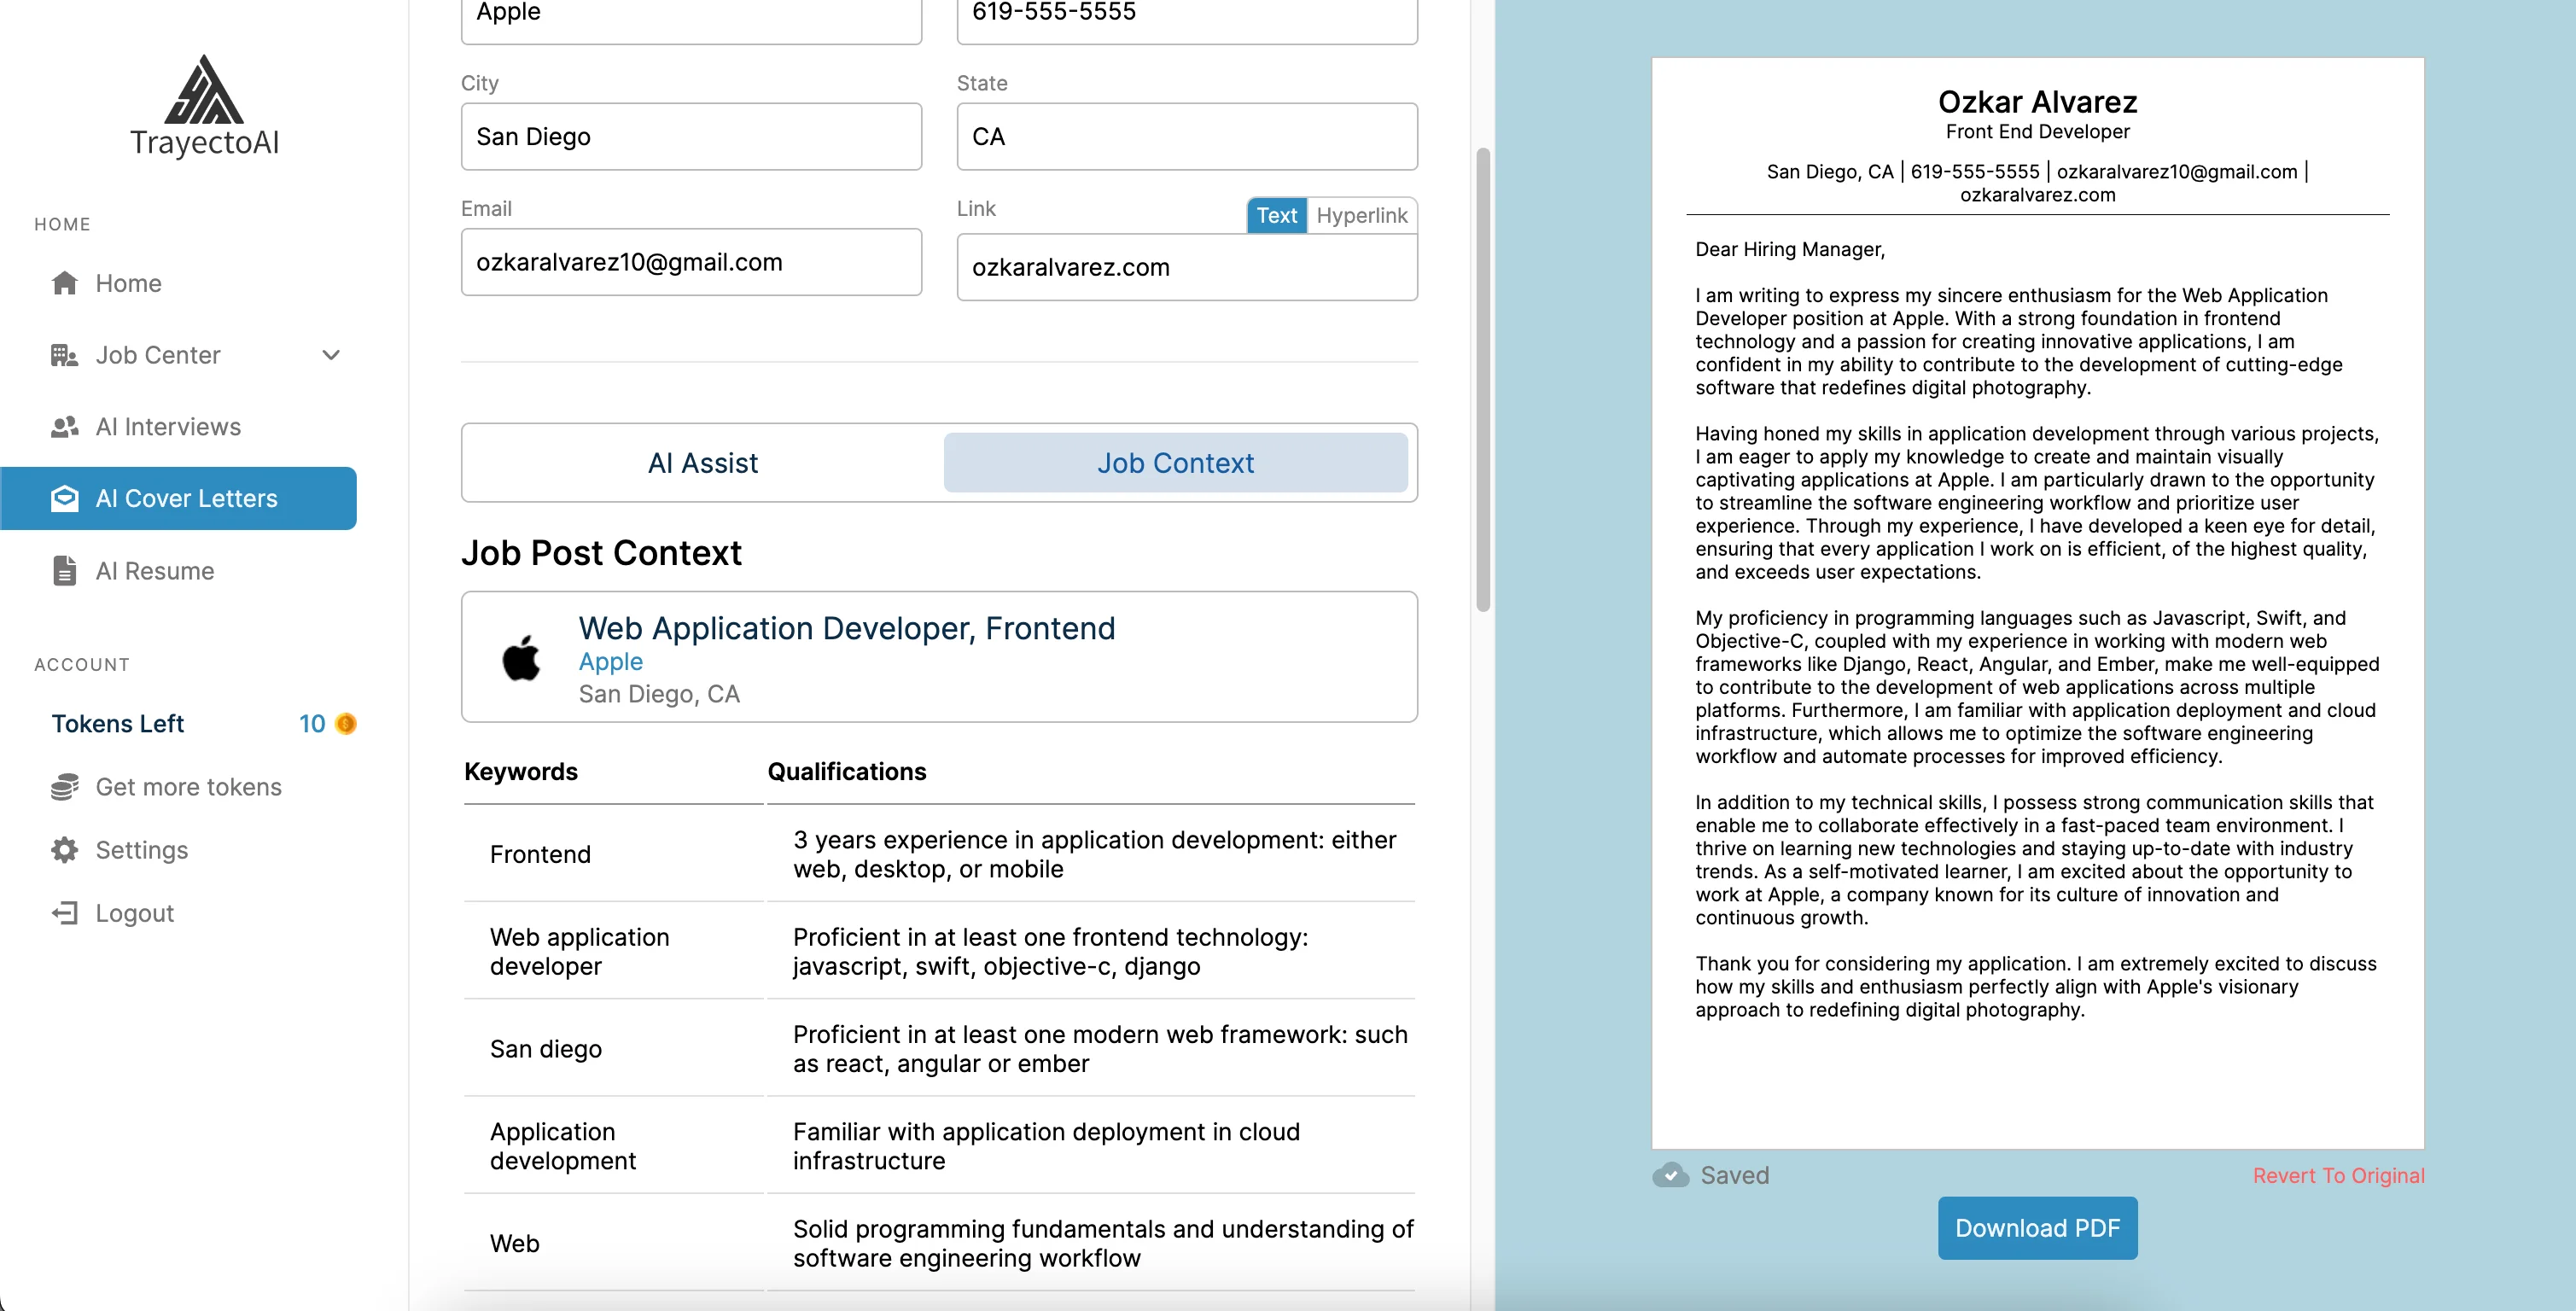 TrayectoAI
HOME
Home
Job Center
AI Interviews
AI Cover Letters
AI Resume
ACCOUNT
Tokens Left 10
Get more tokens
Settings
Logout
Apple
619-555-5555
City
San Diego
State
CA
Email
ozkaralvarez10@gmail.com
Link
Text Hyperlink
ozkaralvarez.com
AI Assist
Job Context
Job Post Context
Web Application Developer, Frontend
Apple
San Diego, CA
Keywords Qualifications
Frontend
3 years experience in application development: either
web, desktop, or mobile
Web application
developer
Proficient in at least one frontend technology:
javascript, swift, objective-c, django
San diego
Proficient in at least one modern web framework: such
as react, angular or ember
Application
development
Familiar with application deployment in cloud
infrastructure
Web
Solid programming fundamentals and understanding of
software engineering workflow
Ozkar Alvarez
Front End Developer
San Diego, CA | 619-555-5555 | ozkaralvarez10@gmail.com |
ozkaralvarez.com
Dear Hiring Manager,
I am writing to express my sincere enthusiasm for the Web Application
Developer position at Apple. With a strong foundation in frontend
technology and a passion for creating innovative applications, I am
confident in my ability to contribute to the development of cutting-edge
software that redefines digital photography.
Having honed my skills in application development through various projects,
I am eager to apply my knowledge to create and maintain visually
captivating applications at Apple. I am particularly drawn to the opportunity
to streamline the software engineering workflow and prioritize user
experience. Through my experience, I have developed a keen eye for detail,
ensuring that every application I work on is efficient, of the highest quality,
and exceeds user expectations.
My proficiency in programming languages such as Javascript, Swift, and
Objective-C, coupled with my experience in working with modern web
frameworks like Django, React, Angular, and Ember, make me well-equipped
to contribute to the development of web applications across multiple
platforms. Furthermore, I am familiar with application deployment and cloud
infrastructure, which allows me to optimize the software engineering
workflow and automate processes for improved efficiency.
In addition to my technical skills, I possess strong communication skills that
enable me to collaborate effectively in a fast-paced team environment. I
thrive on learning new technologies and staying up-to-date with industry
trends. As a self-motivated learner, I am excited about the opportunity to
work at Apple, a company known for its culture of innovation and
continuous growth.
Thank you for considering my application. I am extremely excited to discuss
how my skills and enthusiasm perfectly align with Apple's visionary
approach to redefining digital photography.
Saved
Revert To Original
Download PDF